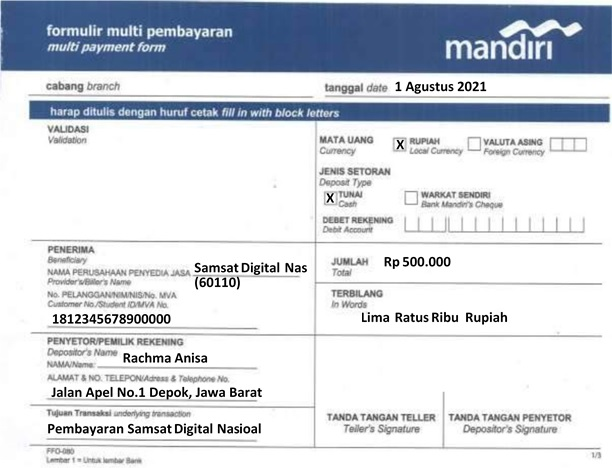 formulir multi pembayaran
multi payment form
mandiri
cabang branch
tanggal date 1 Agustus 2021
harap ditulis dengan huruf cetak fill in with block letters
VALIDASI
Validation
MATA UANG
Currency
X RUPIAH
Local Currency
VALUTA ASING
Foreign Currency
JENIS SETORAN
Deposit Type
X TUNAI
Cash
WARKAT SENDIRI
Bank Mandiri's Cheque
DEBET REKENING
Debit Account
PENERIMA
Beneficiary
NAMA PERUSAHAAN PENYEDIA JASA Samsat Digital Nas
Provider's/Biller's Name (60110)
No. PELANGGAN/NIM/NIS/No. MVA
Customer No./Student ID/MVA No.
1812345678900000
JUMLAH Rp 500.000
Total
TERBILANG
In Words
Lima Ratus Ribu Rupiah
PENYETOR/PEMILIK REKENING
Depositor's Name
NAMA/Name: Rachma Anisa
ALAMAT & NO. TELEPON/Adress & Telephone No.
Jalan Apel No.1 Depok, Jawa Barat
Tujuan Transaksi underlying transaction
Pembayaran Samsat Digital Nasioal
TANDA TANGAN TELLER
Teller's Signature
TANDA TANGAN PENYETOR
Depositor's Signature
FFO-080
Lembar 1 = Untuk lembar Bank
1/3